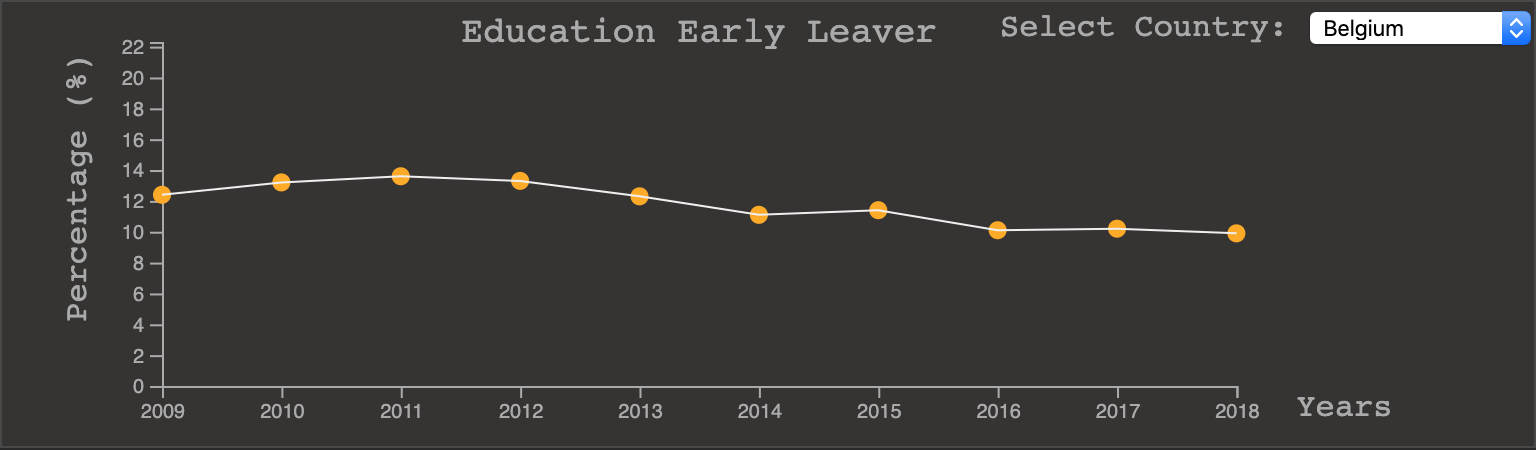 Education Early Leaver
Select Country:
Belgium
Percentage (%)
22
20
18
16
14
12
10
8
6
4
2
0
2009 2010 2011 2012 2013 2014 2015 2016 2017 2018
Years